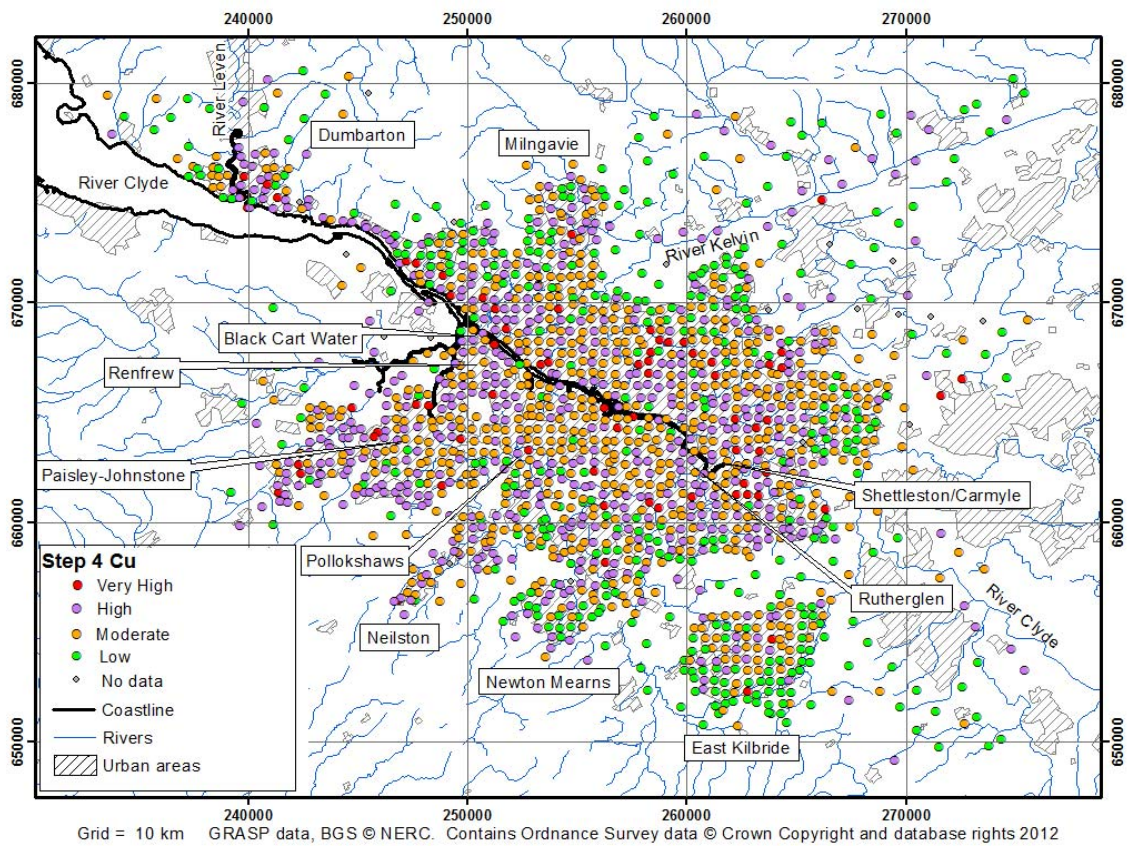 240000 250000 260000 270000
680000 680000
River Leven
Dumbarton
Milngavie
River Clyde
River Kelvin
670000 670000
Black Cart Water
Renfrew
Paisley-Johnstone
Shettleston/Carmyle
660000 660000
Pollokshaws
Rutherglen
River Clyde
Neilston
Newton Mearns
East Kilbride
650000 650000
Step 4 Cu
Very High
High
Moderate
Low
No data
Coastline
Rivers
Urban areas
240000 250000 260000 270000
Grid = 10 km GRASP data, BGS © NERC. Contains Ordnance Survey data © Crown Copyright and database rights 2012